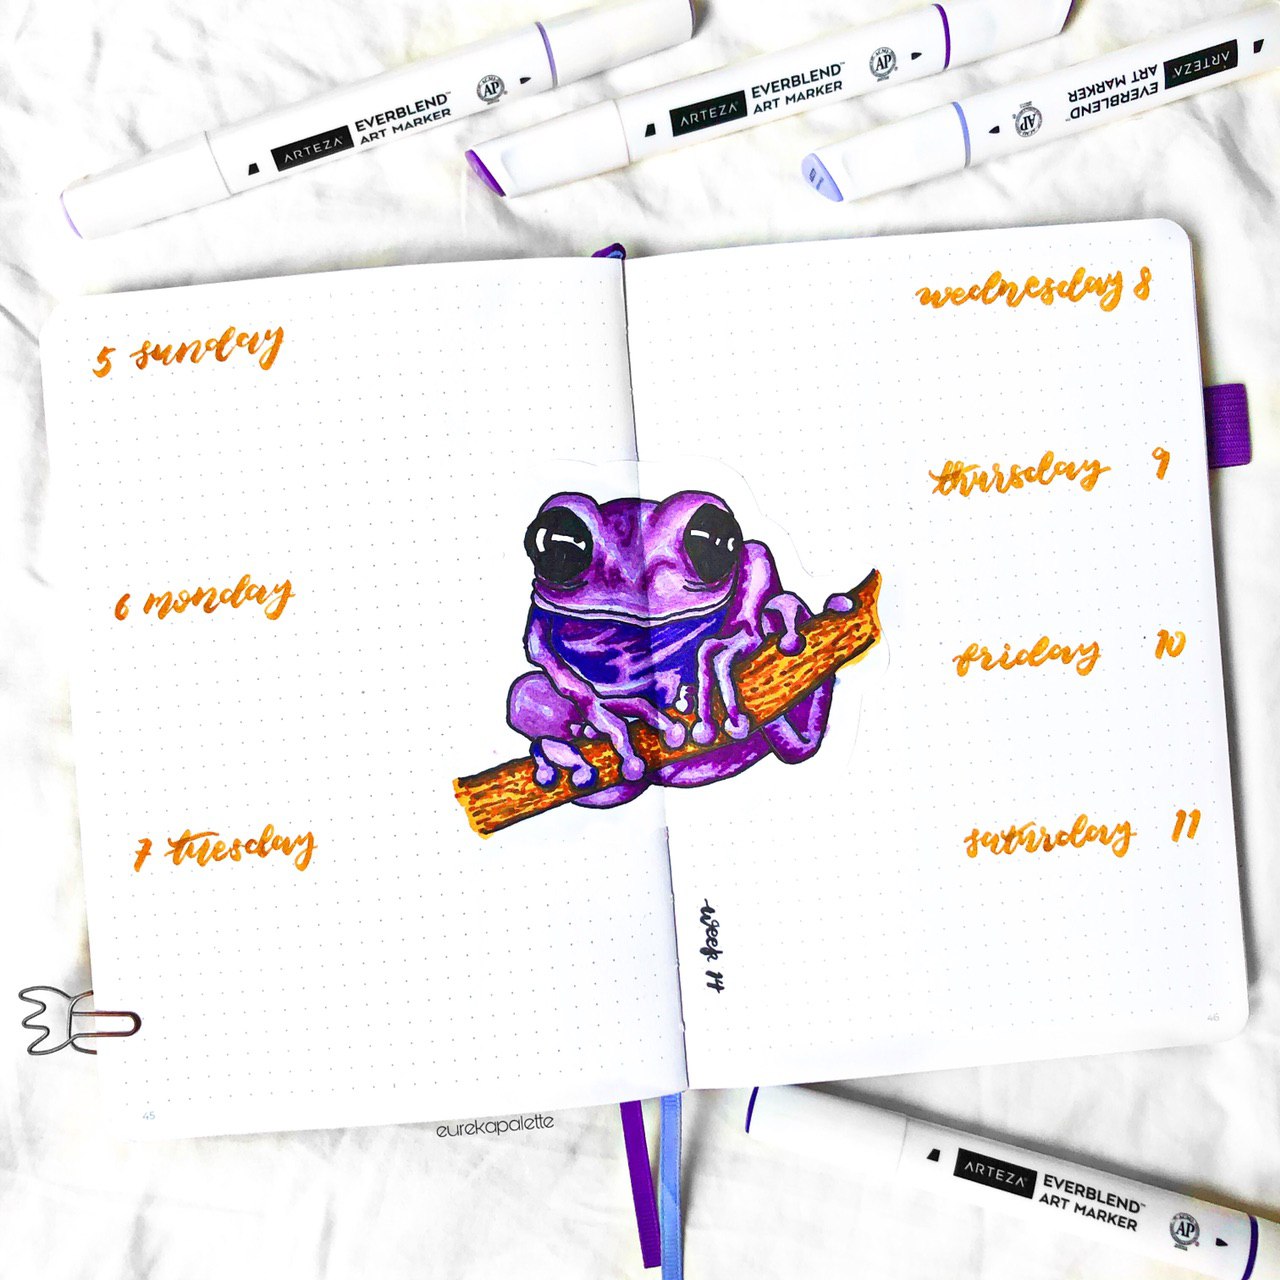 ARTEZA
EVERBLEND™
ART MARKER
AP
ARTEZA
EVERBLEND™
ART MARKER
AP
ARTEZA
EVERBLEND™
ART MARKER
AP
5 sunday
6 monday
7 tuesday
45
wednesday 8
thursday 9
friday 10
saturday 11
week 14
46
eurekapalette
ARTEZA
EVERBLEND™
ART MARKER
AP